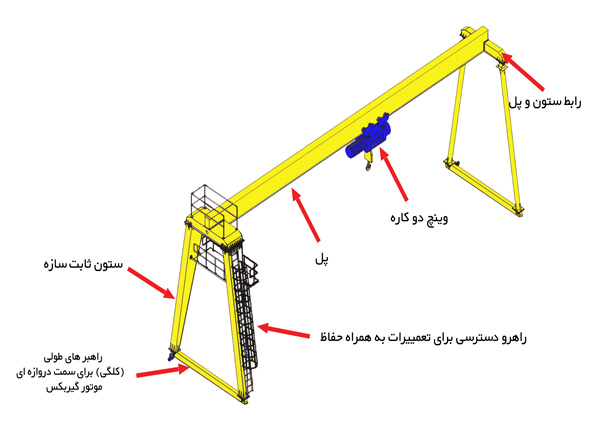 رابط ستون و پل
وینچ دو کاره
پل
ستون ثابت سازه
راهرو دسترسی برای تعمییرات به همراه حفاظ
راهبر های طولی
(کلگی) برای سمت دروازه ای
موتور گیربکس